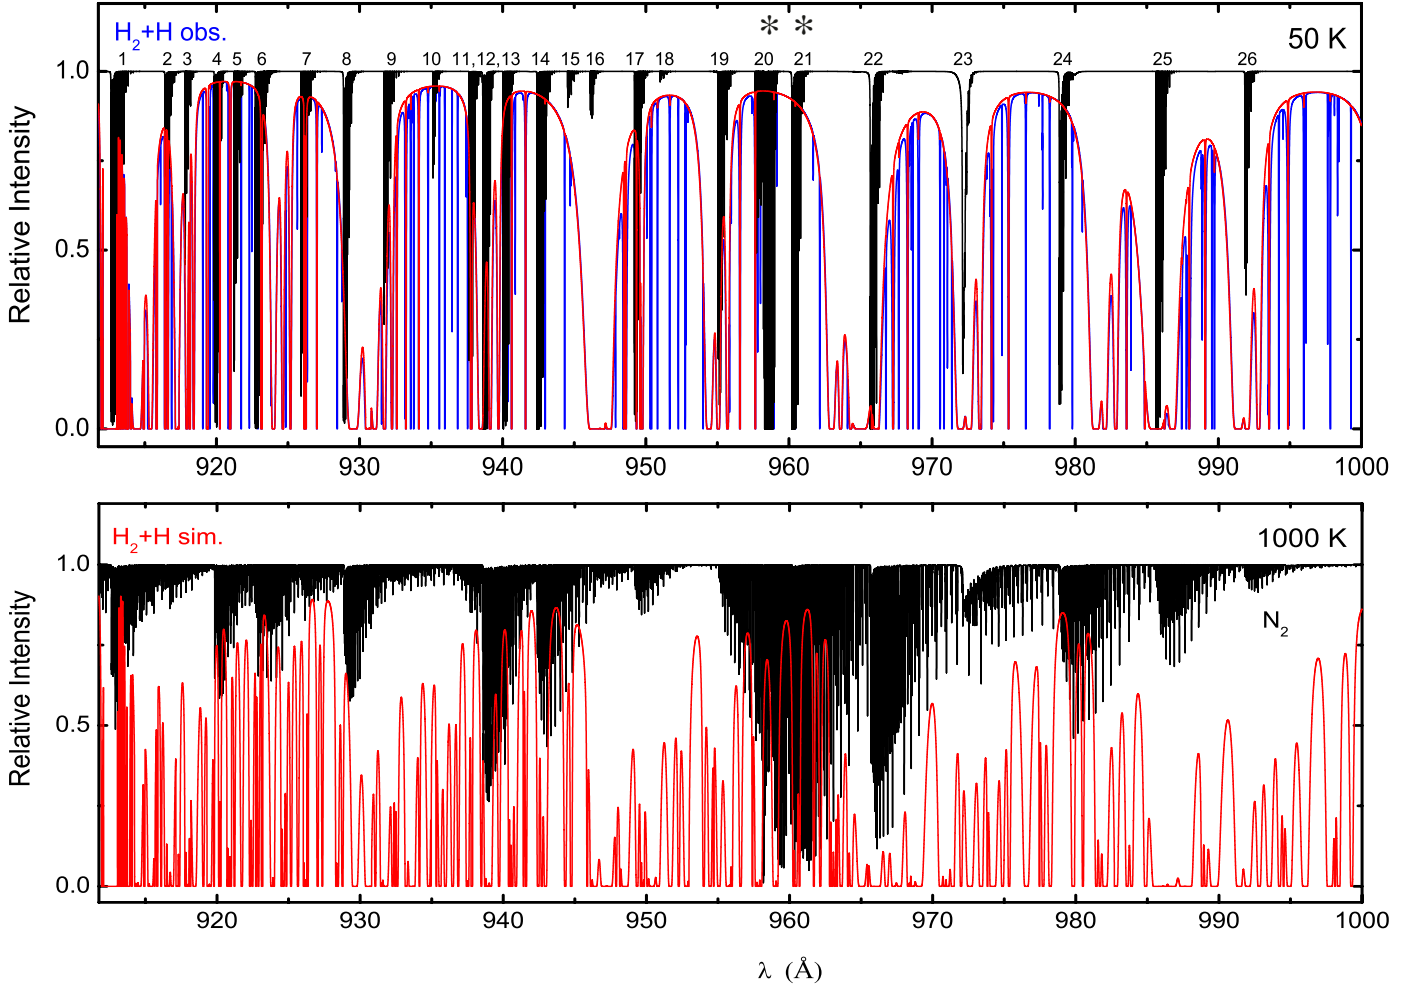 H2+H obs.
* *
50 K
1 2 3 4 5 6 7 8 9 10 11,12,13 14 15 16 17 18 19 20 21 22 23 24 25 26
1.0
0.5
0.0
Relative Intensity
920 930 940 950 960 970 980 990 1000
H2+H sim.
1000 K
1.0
0.5
0.0
N2
Relative Intensity
920 930 940 950 960 970 980 990 1000
λ (Å)